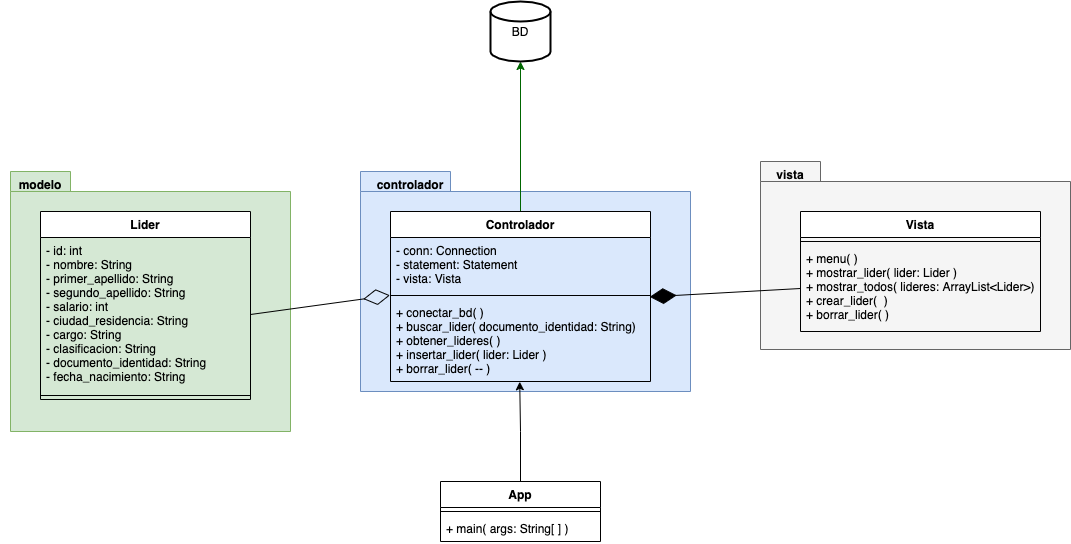 BD
modelo
Lider
- id: int
- nombre: String
- primer_apellido: String
- segundo_apellido: String
- salario: int
- ciudad_residencia: String
- cargo: String
- clasificacion: String
- documento_identidad: String
- fecha_nacimiento: String
controlador
Controlador
- conn: Connection
- statement: Statement
- vista: Vista
+ conectar_bd( )
+ buscar_lider( documento_identidad: String)
+ obtener_lideres( )
+ insertar_lider( lider: Lider )
+ borrar_lider( -- )
vista
Vista
+ menu( )
+ mostrar_lider( lider: Lider )
+ mostrar_todos( lideres: ArrayList<Lider>)
+ crear_lider(  )
+ borrar_lider( )
App
+ main( args: String[ ] )